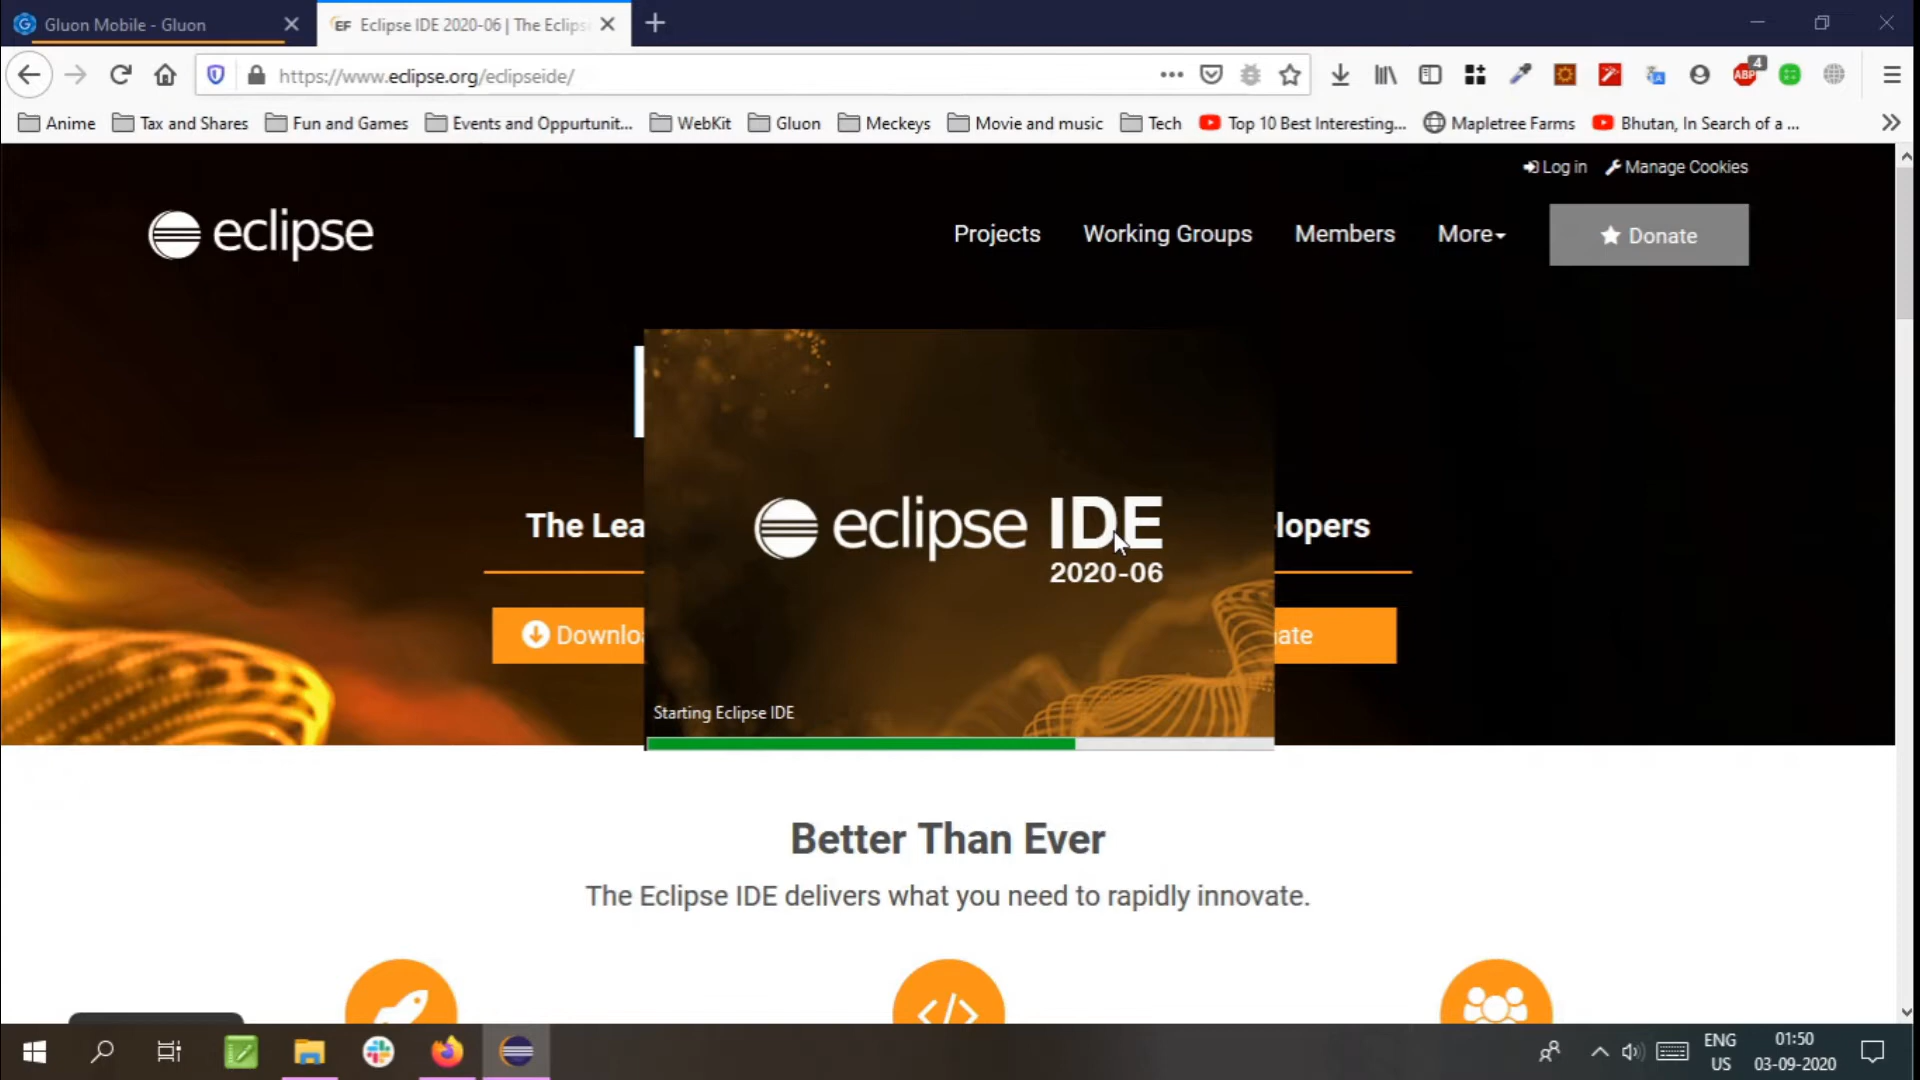 Gluon Mobile - Gluon
EF Eclipse IDE 2020-06 | The Eclips
https://www.eclipse.org/eclipseide/
ABP 4
Anime Tax and Shares Fun and Games Events and Oppurtunit... WebKit Gluon Meckeys Movie and music Tech Top 10 Best Interesting... Mapletree Farms Bhutan, In Search of a ...
Log in Manage Cookies
eclipse Projects Working Groups Members More Donate
The Lea lopers
eclipse IDE
2020-06
Downloa ate
Starting Eclipse IDE
Better Than Ever
The Eclipse IDE delivers what you need to rapidly innovate.
ENG
US
01:50
03-09-2020